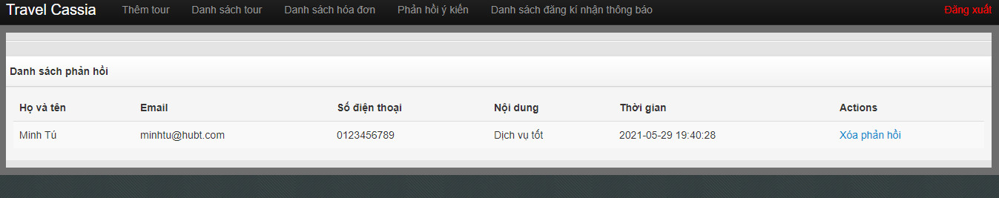 Travel Cassia Thêm tour Danh sách tour Danh sách hóa đơn Phản hồi ý kiến Danh sách đăng kí nhận thông báo Đăng xuất
Danh sách phản hồi
Họ và tên Email Số điện thoại Nội dung Thời gian Actions
Minh Tú minhtu@hubt.com 0123456789 Dịch vụ tốt 2021-05-29 19:40:28 Xóa phản hồi